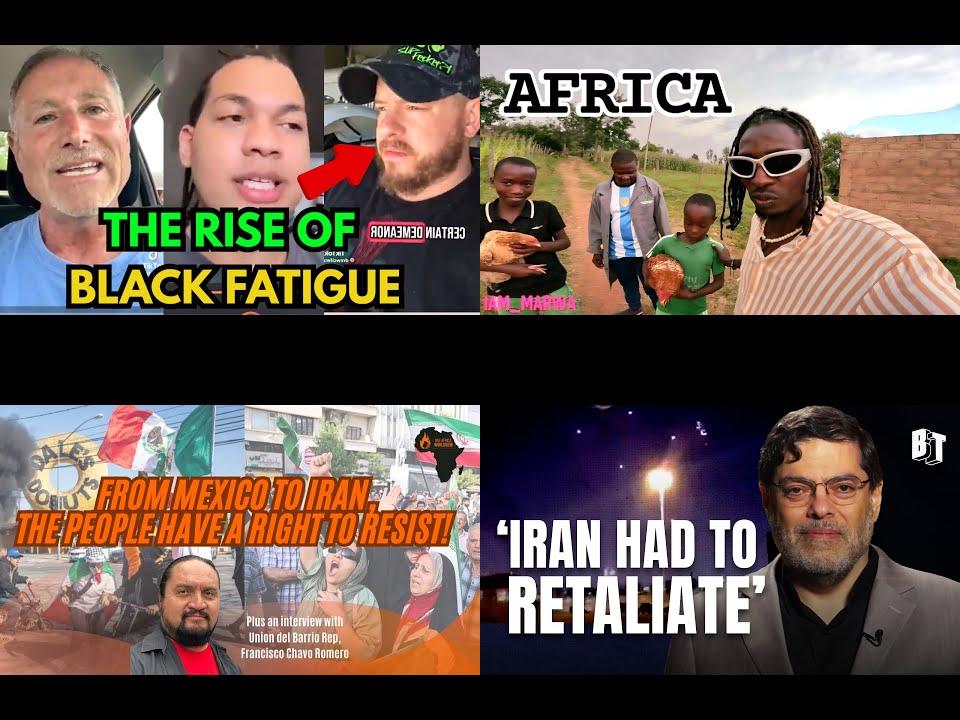 THE RISE OF
BLACK FATIGUE
CERTAIN DEMEANOR
AFRICA
IAM_MARWA
DALE'S
DONUTS
FROM MEXICO TO IRAN,
THE PEOPLE HAVE A RIGHT TO RESIST!
Plus an interview with
Union del Barrio Rep,
Francisco Chavo Romero
'IRAN HAD TO
RETALIATE'
BT